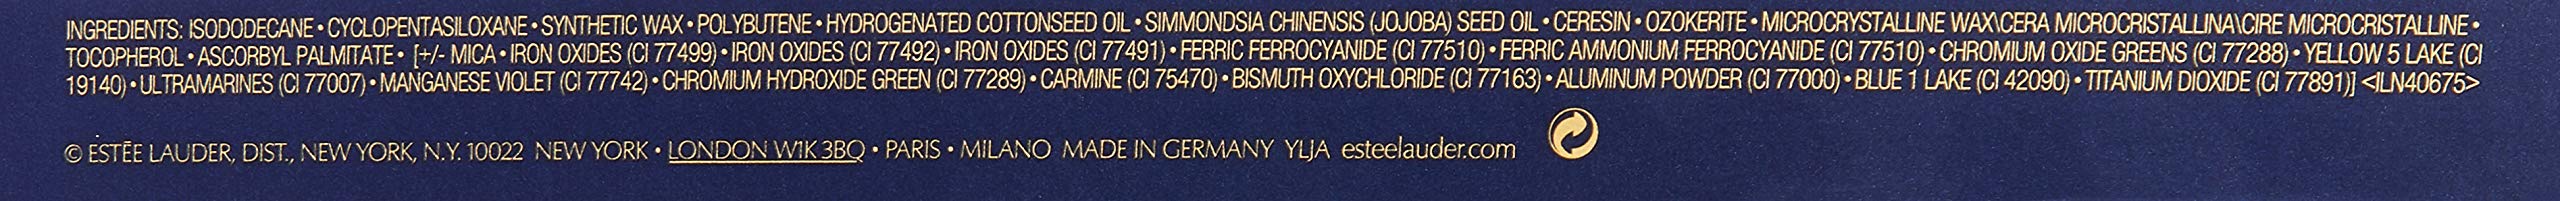 INGREDIENTS: ISODODECANE • CYCLOPENTASILOXANE • SYNTHETIC WAX • POLYBUTENE • HYDROGENATED COTTONSEED OIL • SIMMONDSIA CHINENSIS (JOJOBA) SEED OIL • CERESIN • OZOKERITE • MICROCRYSTALLINE WAX\CERA MICROCRISTALLINA\CIRE MICROCRISTALLINE •
TOCOPHEROL • ASCORBYL PALMITATE • [+/- MICA • IRON OXIDES (CI 77499) • IRON OXIDES (CI 77492) • IRON OXIDES (CI 77491) • FERRIC FERROCYANIDE (CI 77510) • FERRIC AMMONIUM FERROCYANIDE (CI 77510) • CHROMIUM OXIDE GREENS (CI 77288) • YELLOW 5 LAKE (CI
19140) • ULTRAMARINES (CI 77007) • MANGANESE VIOLET (CI 77742) • CHROMIUM HYDROXIDE GREEN (CI 77289) • CARMINE (CI 75470) • BISMUTH OXYCHLORIDE (CI 77163) • ALUMINUM POWDER (CI 77000) • BLUE 1 LAKE (CI 42090) • TITANIUM DIOXIDE (CI 77891)] <ILN40675>
© ESTĒE LAUDER, DIST., NEW YORK, N.Y. 10022 NEW YORK • LONDON W1K 3BQ • PARIS • MILANO MADE IN GERMANY YLJA esteelauder.com